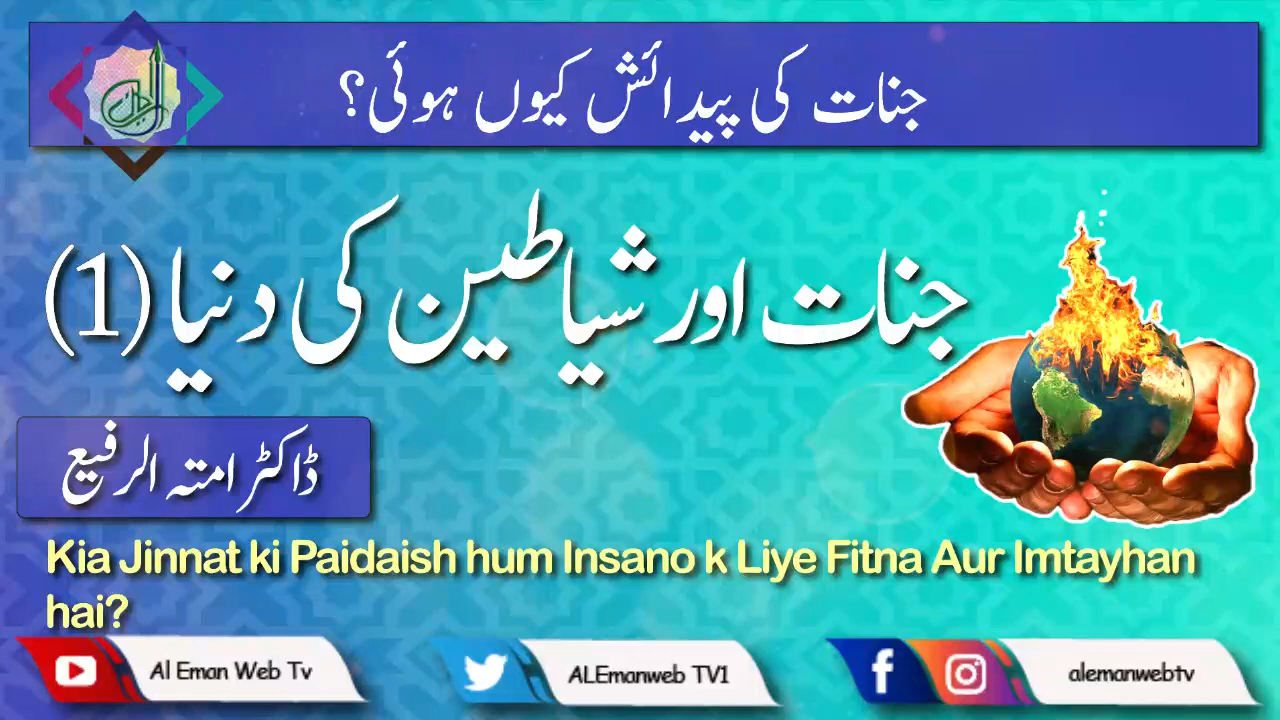 جنات کی پیدائش کیوں ہوئی؟
جنات اور شیاطین کی دنیا (1)
ڈاکٹر امتہ الرفیع
Kia Jinnat ki Paidaish hum Insano k Liye Fitna Aur Imtayhan
hai?
Al Eman Web Tv
ALEmanweb TV1
alemanwebtv